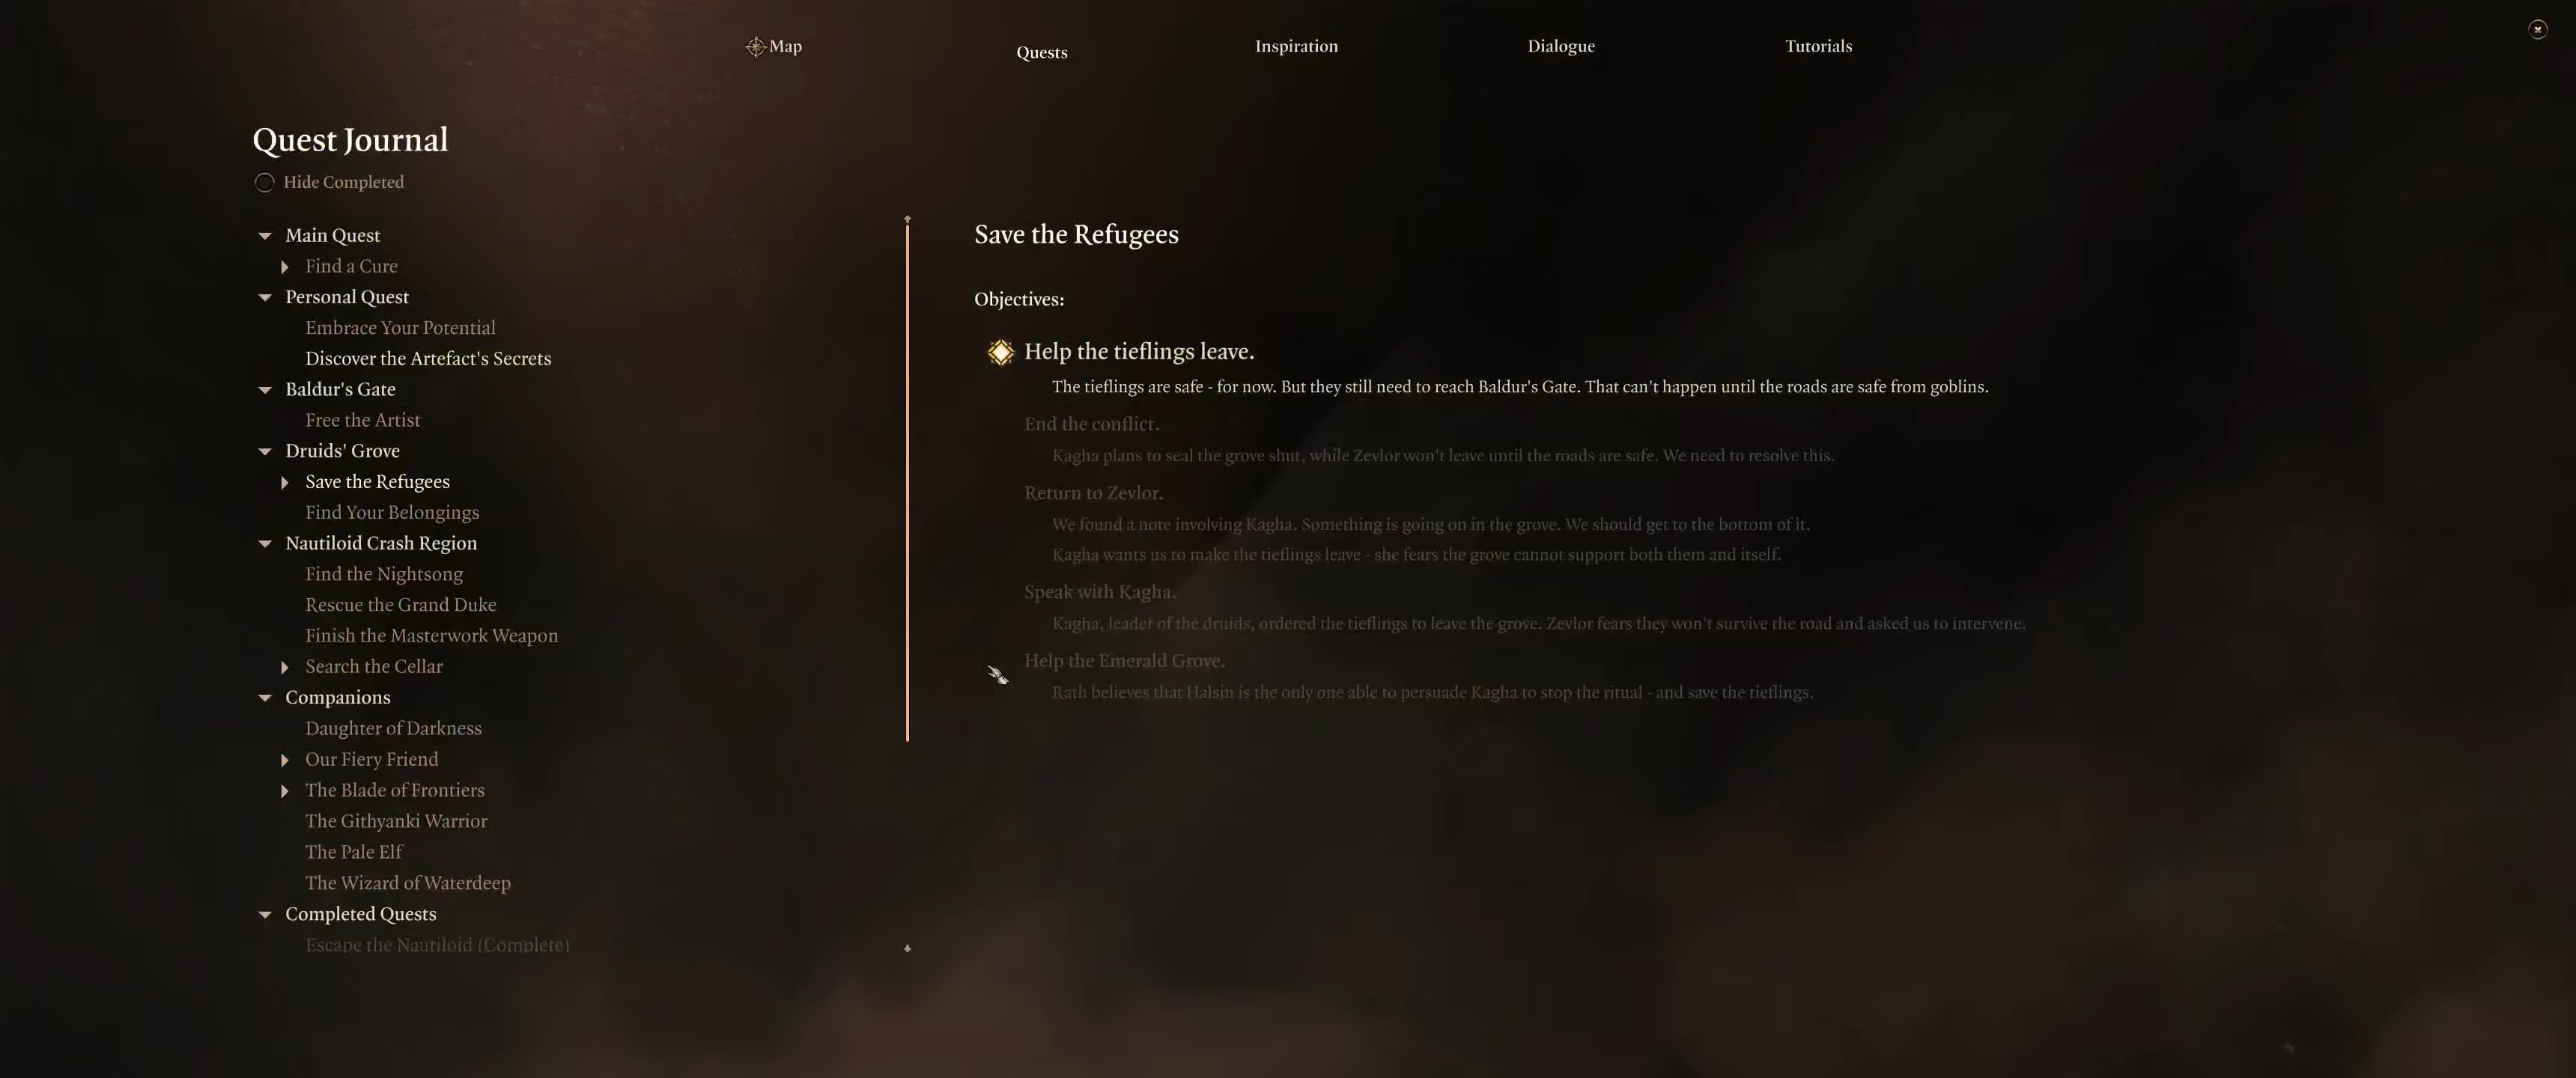 Map
Quests
Inspiration
Dialogue
Tutorials
Quest Journal
Hide Completed
Main Quest
Find a Cure
Personal Quest
Embrace Your Potential
Discover the Artefact's Secrets
Baldur's Gate
Free the Artist
Druids' Grove
Save the Refugees
Find Your Belongings
Nautiloid Crash Region
Find the Nightsong
Rescue the Grand Duke
Finish the Masterwork Weapon
Search the Cellar
Companions
Daughter of Darkness
Our Fiery Friend
The Blade of Frontiers
The Githyanki Warrior
The Pale Elf
The Wizard of Waterdeep
Completed Quests
Escape the Nautiloid (Complete)
Save the Refugees
Objectives:
Help the tieflings leave.
The tieflings are safe - for now. But they still need to reach Baldur's Gate. That can't happen until the roads are safe from goblins.
End the conflict.
Kagha plans to seal the grove shut, while Zevlor won't leave until the roads are safe. We need to resolve this.
Return to Zevlor.
We found a note involving Kagha. Something is going on in the grove. We should get to the bottom of it.
Kagha wants us to make the tieflings leave - she fears the grove cannot support both them and itself.
Speak with Kagha.
Kagha, leader of the druids, ordered the tieflings to leave the grove. Zevlor fears they won't survive the road and asked us to intervene.
Help the Emerald Grove.
Rath believes that Halsin is the only one able to persuade Kagha to stop the ritual - and save the tieflings.